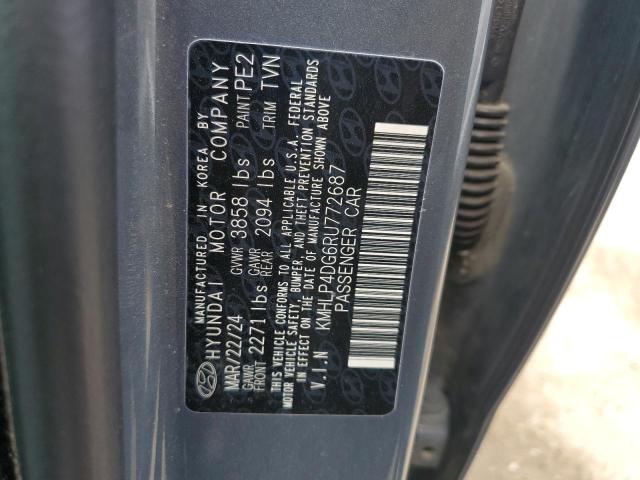 MANUFACTURED IN KOREA BY
HYUNDAI MOTOR COMPANY
MAR/22/24 GVWR 3858 lbs PAINT PE2
GAWR FRONT 2271lbs GAWR REAR 2094 lbs TRIM TVN
THIS VEHICLE CONFORMS TO ALL APPLICABLE U.S.A. FEDERAL
MOTOR VEHICLE SAFETY, BUMPER, AND THEFT PREVENTION STANDARDS
IN EFFECT ON THE DATE OF MANUFACTURE SHOWN ABOVE
V.I.N KMHLP4DG6RU772687
PASSENGER CAR